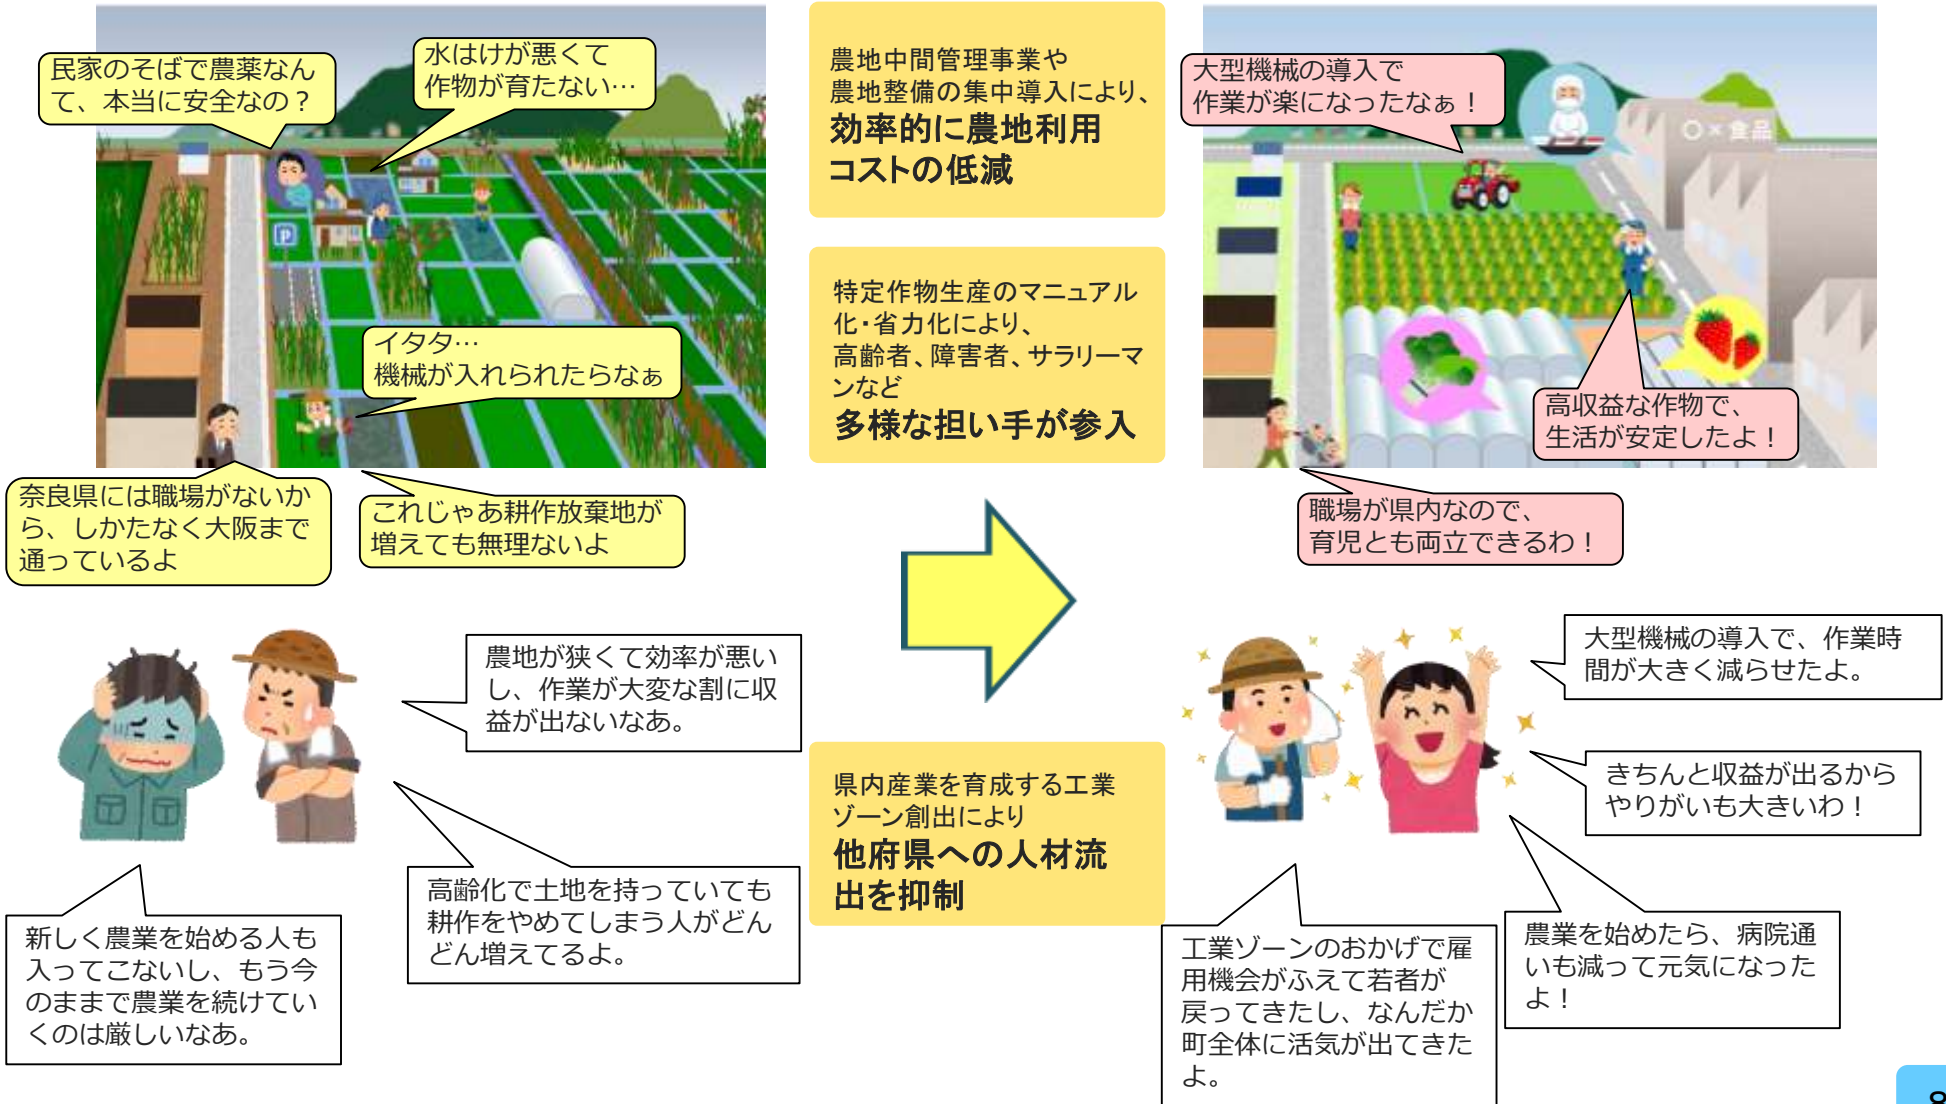 民家のそばで農薬なん
て、本当に安全なの？
水はけが悪くて
作物が育たない…
P
イタタ…
機械が入れられたらなぁ
奈良県には職場がないか
ら、しかたなく大阪まで
通っているよ
これじゃあ耕作放棄地が
増えても無理ないよ
農地が狭くて効率が悪い
し、作業が大変な割に収
益が出ないなあ。
高齢化で土地を持っていても
耕作をやめてしまう人がどん
どん増えてるよ。
新しく農業を始める人も
入ってこないし、もう今
のままで農業を続けてい
くのは厳しいなあ。
農地中間管理事業や
農地整備の集中導入により、
効率的に農地利用
コストの低減
特定作物生産のマニュアル
化・省力化により、
高齢者、障害者、サラリーマ
ンなど
多様な担い手が参入
県内産業を育成する工業
ゾーン創出により
他府県への人材流
出を抑制
大型機械の導入で
作業が楽になったなぁ！
○×食品
高収益な作物で、
生活が安定したよ！
職場が県内なので、
育児とも両立できるわ！
大型機械の導入で、作業時
間が大きく減らせたよ。
きちんと収益が出るから
やりがいも大きいわ！
農業を始めたら、病院通
いも減って元気になった
よ！
工業ゾーンのおかげで雇
用機会がふえて若者が
戻ってきたし、なんだか
町全体に活気が出てきた
よ。